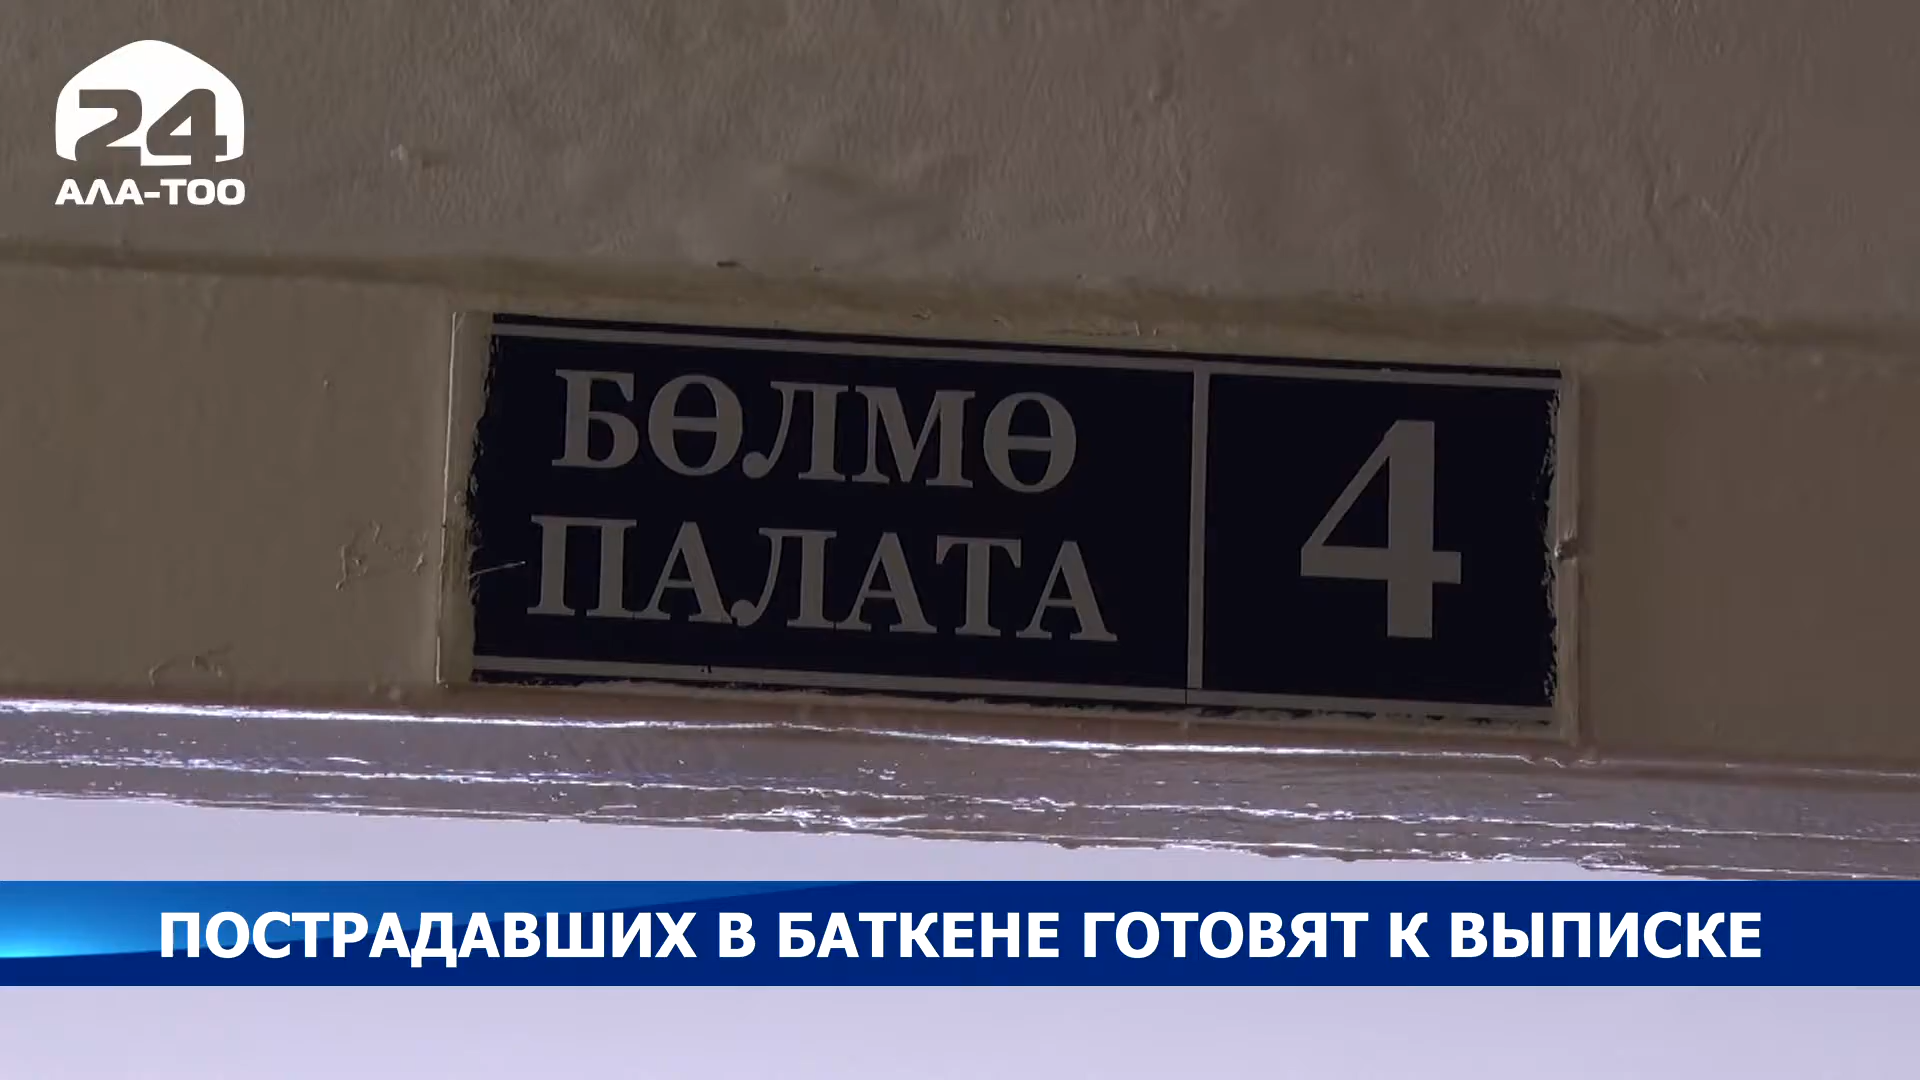 24
АЛА-ТОО
БӨЛМӨ
ПАЛАТА
4
ПОСТРАДАВШИХ В БАТКЕНЕ ГОТОВЯТ К ВЫПИСКЕ